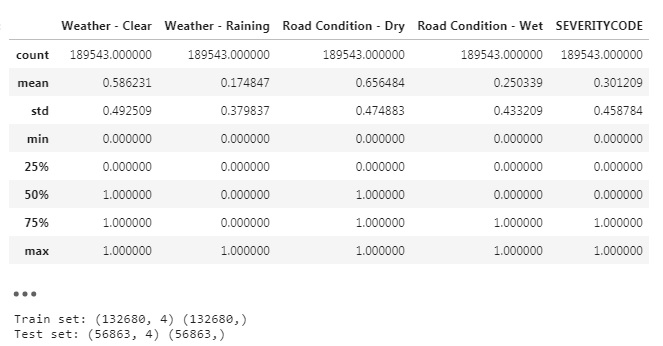 Weather - Clear Weather - Raining Road Condition - Dry Road Condition - Wet SEVERITYCODE
count 189543.000000 189543.000000 189543.000000 189543.000000 189543.000000
mean 0.586231 0.174847 0.656484 0.250339 0.301209
std 0.492509 0.379837 0.474883 0.433209 0.458784
min 0.000000 0.000000 0.000000 0.000000 0.000000
25% 0.000000 0.000000 0.000000 0.000000 0.000000
50% 1.000000 0.000000 1.000000 0.000000 0.000000
75% 1.000000 0.000000 1.000000 1.000000 1.000000
max 1.000000 1.000000 1.000000 1.000000 1.000000
•••
Train set: (132680, 4) (132680,)
Test set: (56863, 4) (56863,)